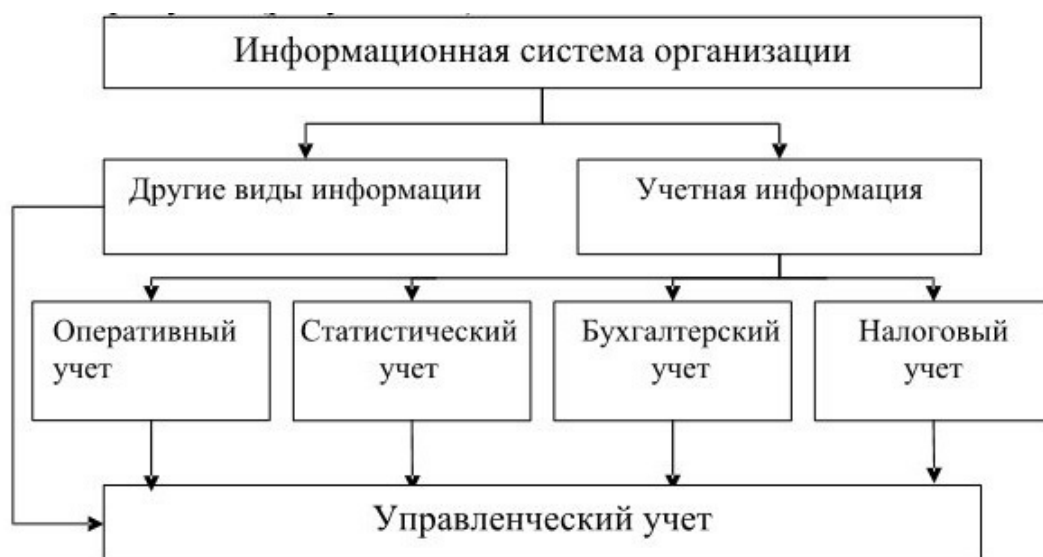 Информационная система организации
Другие виды информации
Учетная информация
Оперативный
учет
Статистический
учет
Бухгалтерский
учет
Налоговый
учет
Управленческий учет